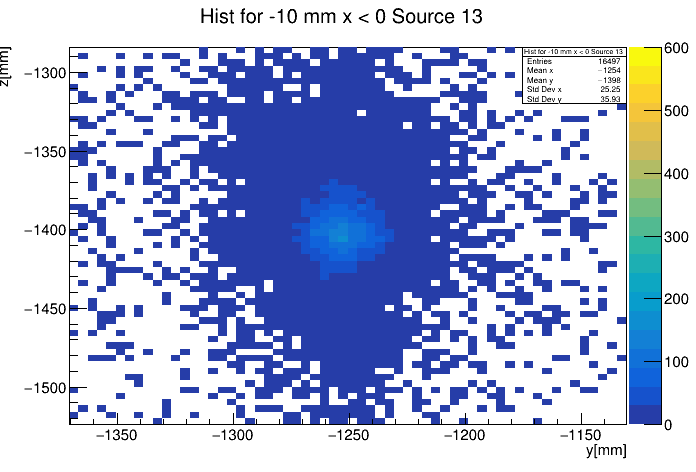 Hist for -10 mm x < 0 Source 13
z[mm]
Hist for -10 mm x < 0 Source 13
Entries 16497
Mean x −1254
Mean y −1398
Std Dev x 25.25
Std Dev y 35.93
−1300
−1350
−1400
−1450
−1500
600
500
400
300
200
100
0
−1350 −1300 −1250 −1200 −1150
y[mm]